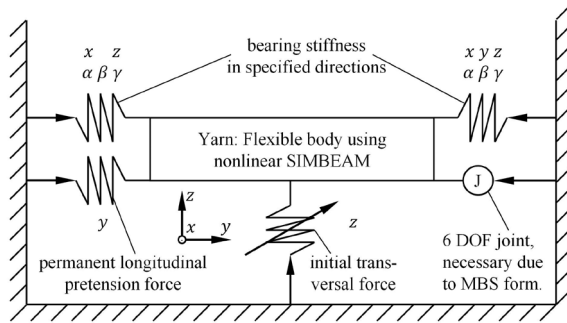 x z
α β γ
bearing stiffness
in specified directions
x y z
α β γ
Yarn: Flexible body using
nonlinear SIMBEAM
J
y
z
x
y
z
permanent longitudinal
pretension force
initial trans-
versal force
6 DOF joint,
necessary due
to MBS form.